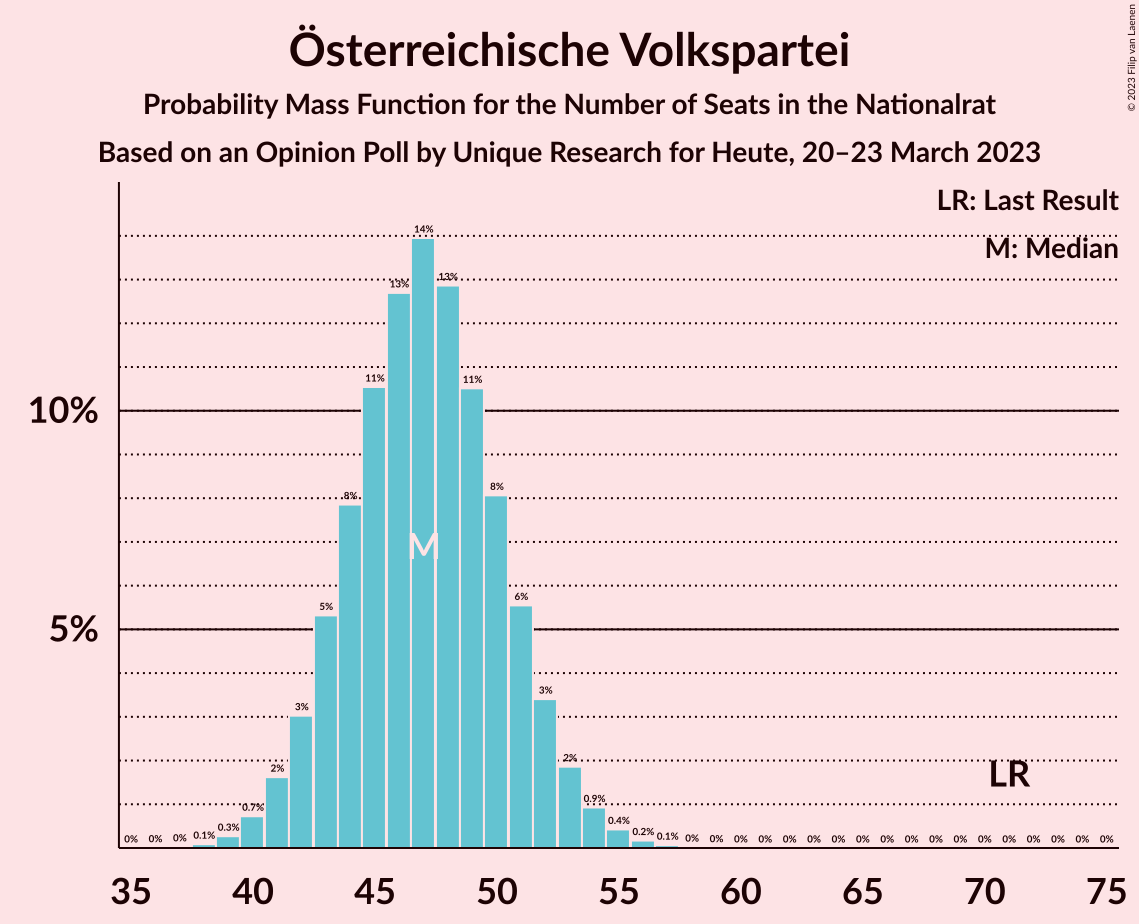 Österreichische Volkspartei
Probability Mass Function for the Number of Seats in the Nationalrat
Based on an Opinion Poll by Unique Research for Heute, 20–23 March 2023
© 2023 Filip van Laenen
LR: Last Result
M: Median
10%
5%
0% 0% 0% 0.1% 0.3% 0.7% 2% 3% 5% 8% 11% 13% 14% 13% 11% 8% 6% 3% 2% 0.9% 0.4% 0.2% 0.1% 0% 0% 0% 0% 0% 0% 0% 0% 0% 0% 0% 0% 0% 0% 0% 0% 0% 0%
M
LR
35 40 45 50 55 60 65 70 75